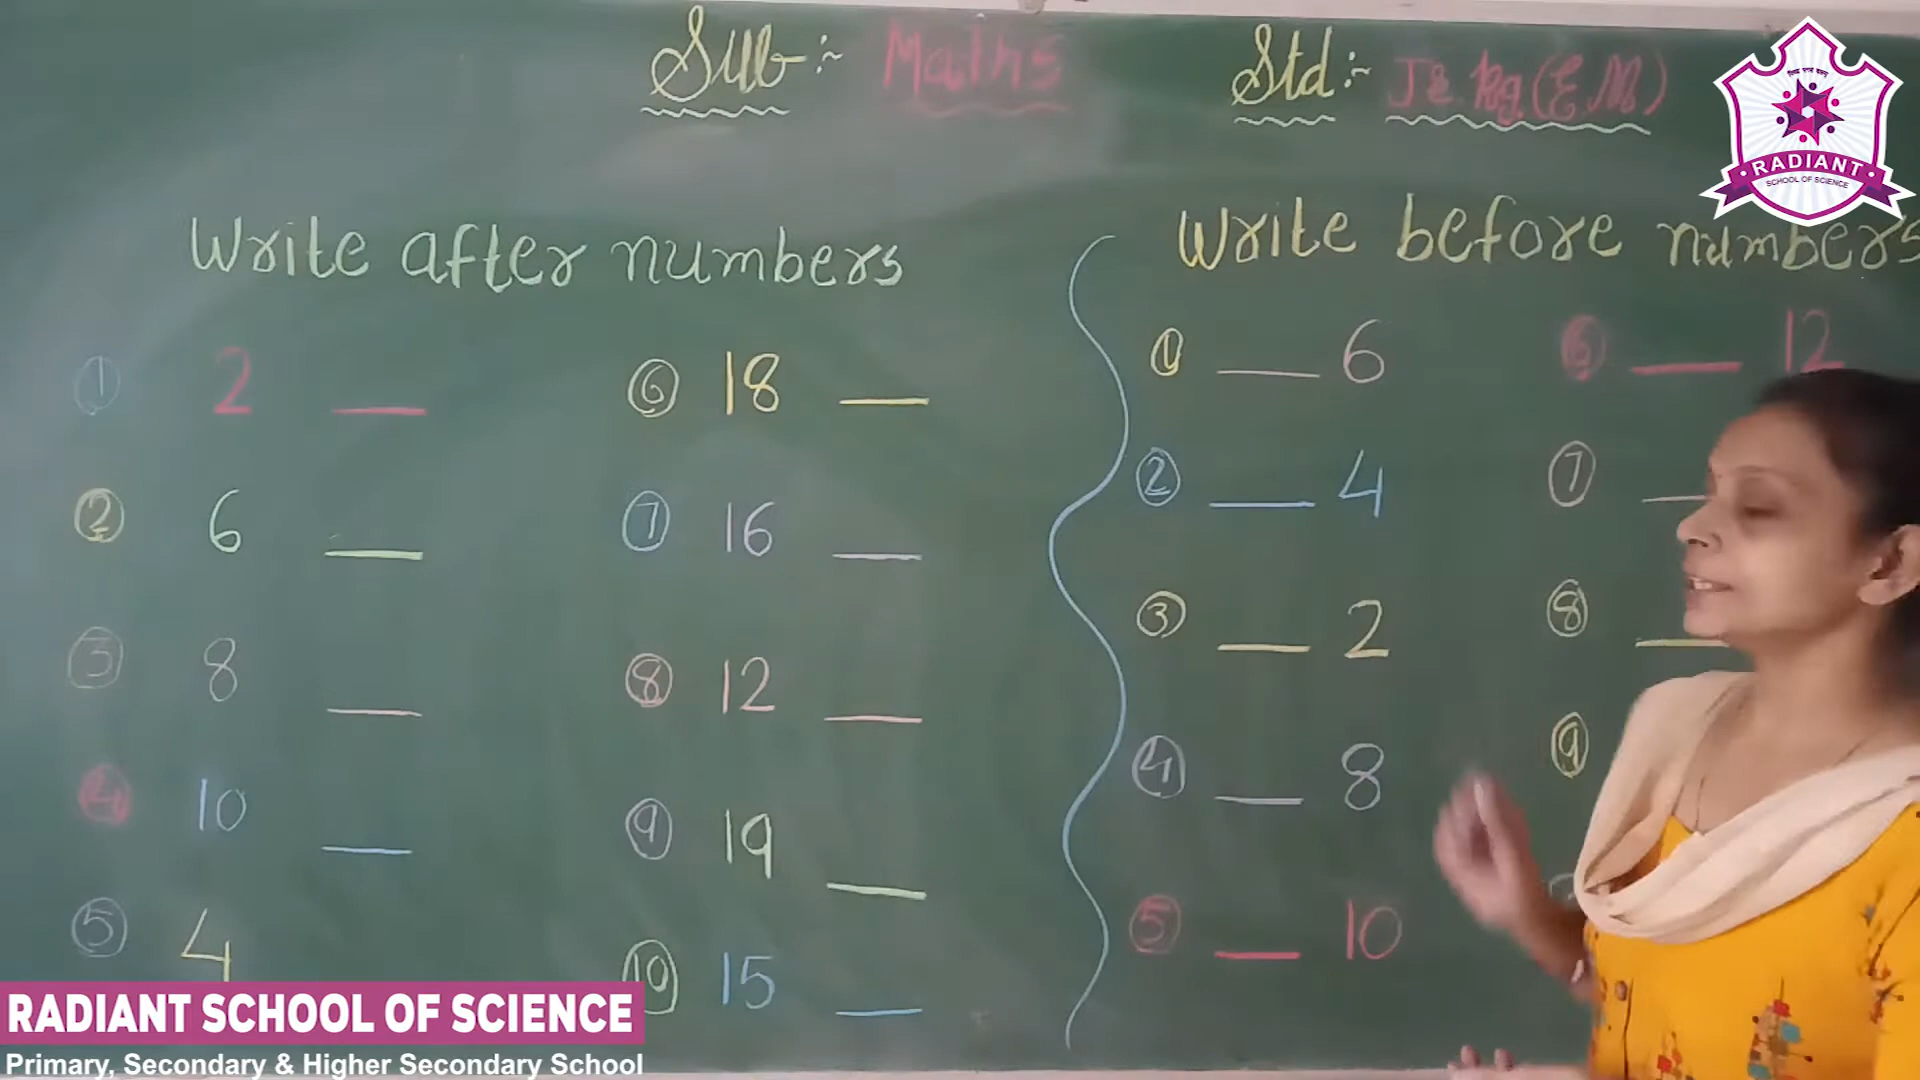 Sub:- Maths Std:- Jr. Kg. (E.M)
Write after numbers
① 2 __ ⑥ 18 __
② 6 __ ⑦ 16 __
③ 8 __ ⑧ 12 __
④ 10 __ ⑨ 19 __
⑤ 4 ⑩ 15 __
Write before numbers
① __ 6 ⑥ __ 12
② __ 4 ⑦ __
③ __ 2 ⑧ __
④ __ 8 ⑨
⑤ __ 10
RADIANT
SCHOOL OF SCIENCE
RADIANT SCHOOL OF SCIENCE
Primary, Secondary & Higher Secondary School